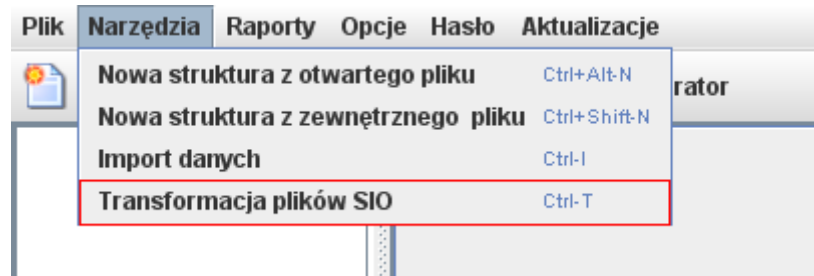 Plik Narzędzia Raporty Opcje Hasło Aktualizacje
Nowa struktura z otwartego pliku Ctrl+Alt-N
rator
Nowa struktura z zewnętrznego pliku Ctrl+Shift-N
Import danych Ctrl-I
Transformacja plików SIO Ctrl-T